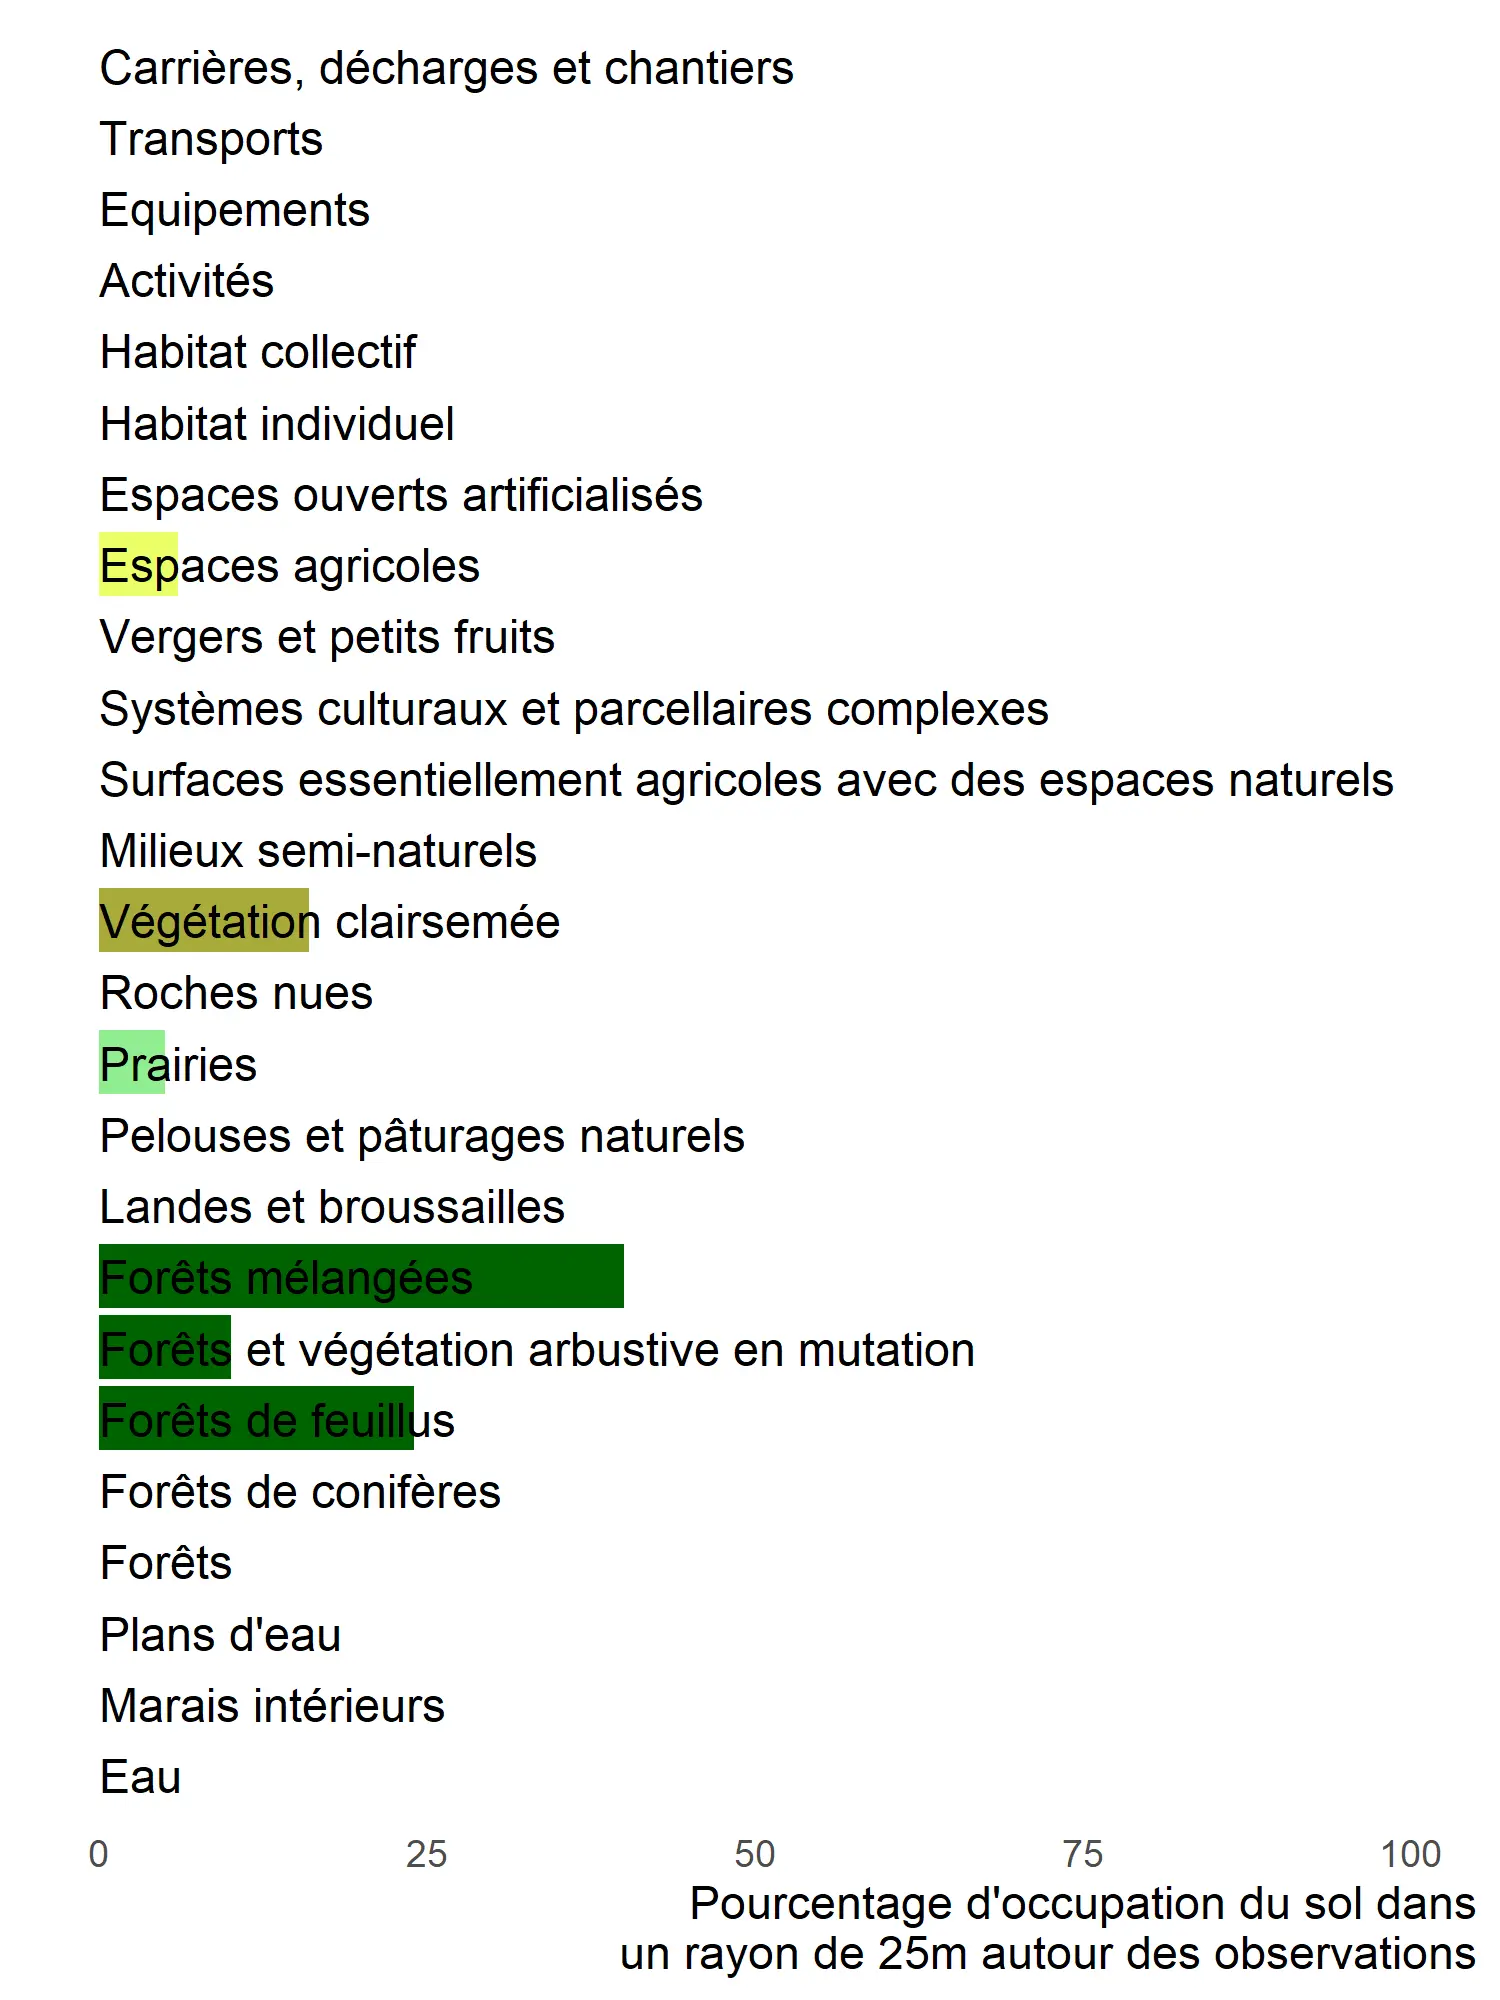 Carrières, décharges et chantiers
Transports
Equipements
Activités
Habitat collectif
Habitat individuel
Espaces ouverts artificialisés
Espaces agricoles
Vergers et petits fruits
Systèmes culturaux et parcellaires complexes
Surfaces essentiellement agricoles avec des espaces naturels
Milieux semi-naturels
Végétation clairsemée
Roches nues
Prairies
Pelouses et pâturages naturels
Landes et broussailles
Forêts mélangées
Forêts et végétation arbustive en mutation
Forêts de feuillus
Forêts de conifères
Forêts
Plans d'eau
Marais intérieurs
Eau
0 25 50 75 100
Pourcentage d'occupation du sol dans
un rayon de 25m autour des observations